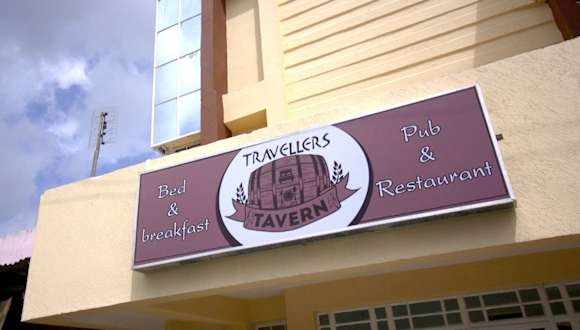 Bed
&
breakfast
TRAVELLERS
TAVERN
Pub
&
Restaurant